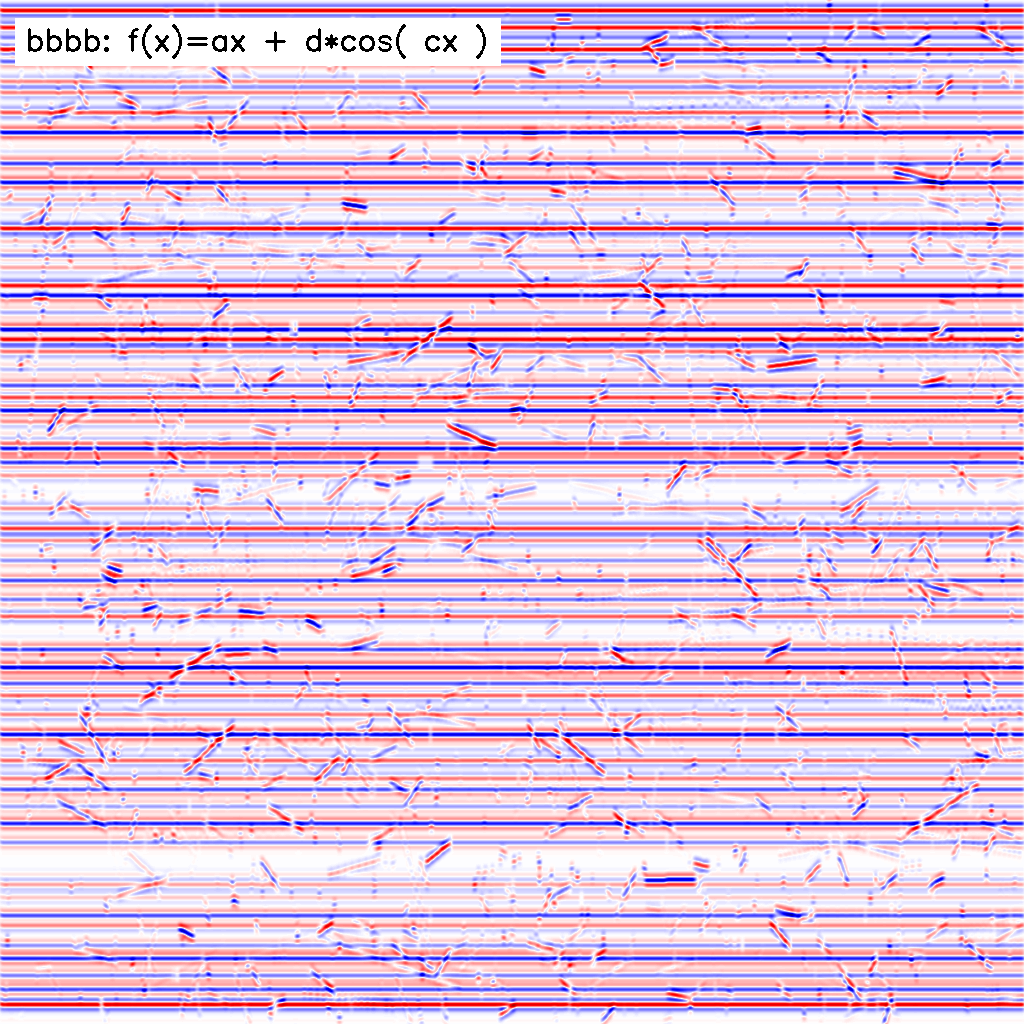 bbbb: f(x)=ax + d*cos( cx )